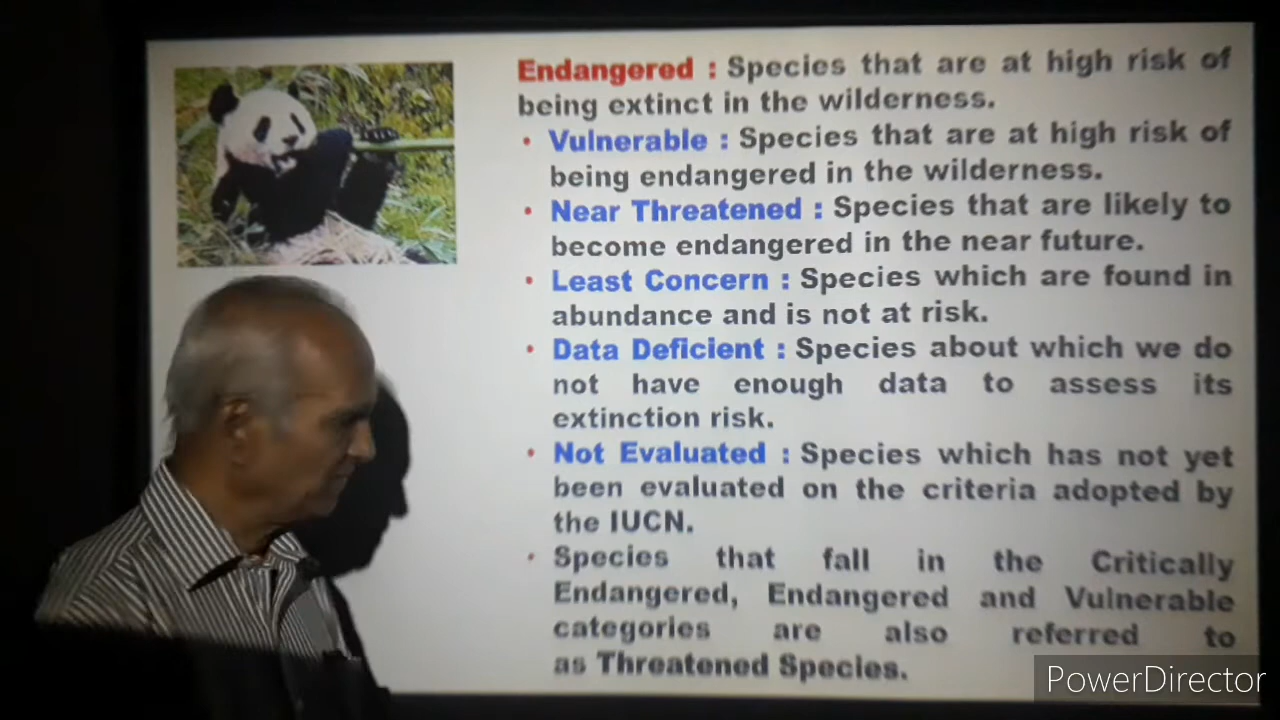 Endangered : Species that are at high risk of
being extinct in the wilderness.
• Vulnerable : Species that are at high risk of
being endangered in the wilderness.
• Near Threatened : Species that are likely to
become endangered in the near future.
• Least Concern : Species which are found in
abundance and is not at risk.
• Data Deficient : Species about which we do
not have enough data to assess its
extinction risk.
• Not Evaluated : Species which has not yet
been evaluated on the criteria adopted by
the IUCN.
• Species that fall in the Critically
Endangered, Endangered and Vulnerable
categories are also referred to
as Threatened Species.
PowerDirector